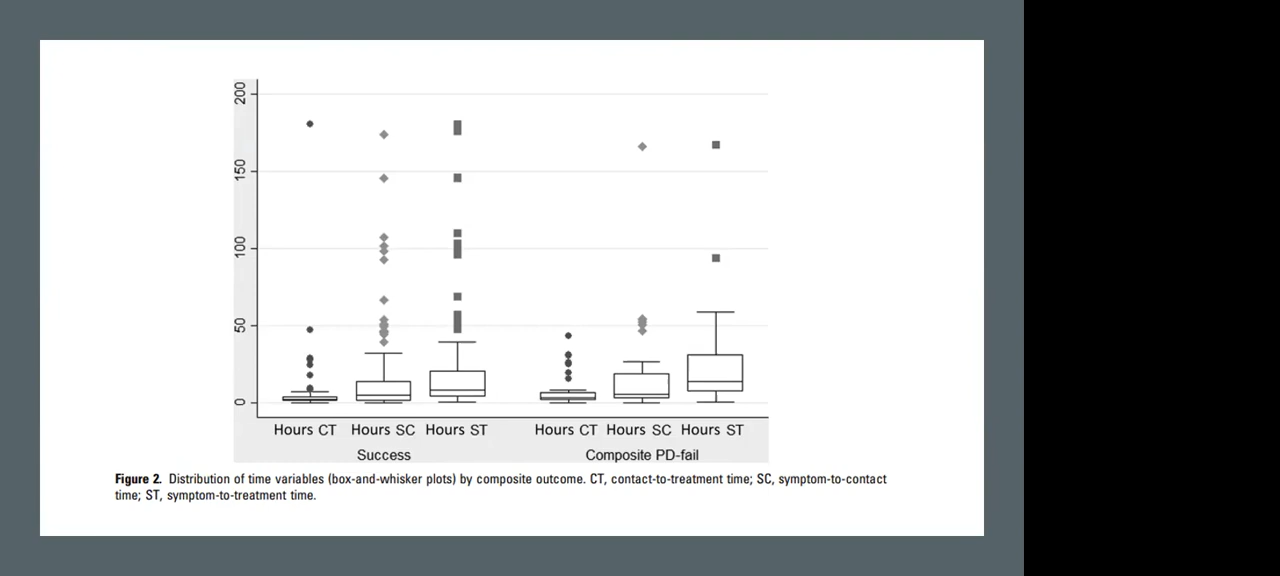 200
150
100
50
0
Hours CT Hours SC Hours ST Hours CT Hours SC Hours ST
Success Composite PD-fail
Figure 2. Distribution of time variables (box-and-whisker plots) by composite outcome. CT, contact-to-treatment time; SC, symptom-to-contact
time; ST, symptom-to-treatment time.